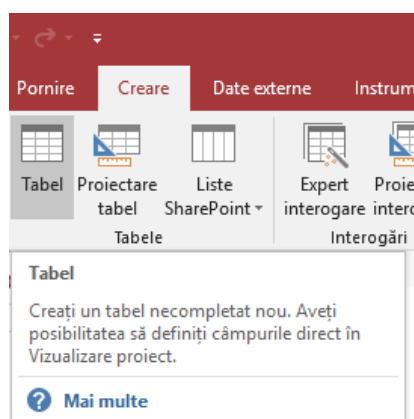 Pornire Creare Date externe
Tabel Proiectare tabel Liste SharePoint Expert interogare
Tabele Interogări
Tabel
Creați un tabel necompletat nou. Aveți
posibilitatea să definiți câmpurile direct în
Vizualizare proiect.
Mai multe